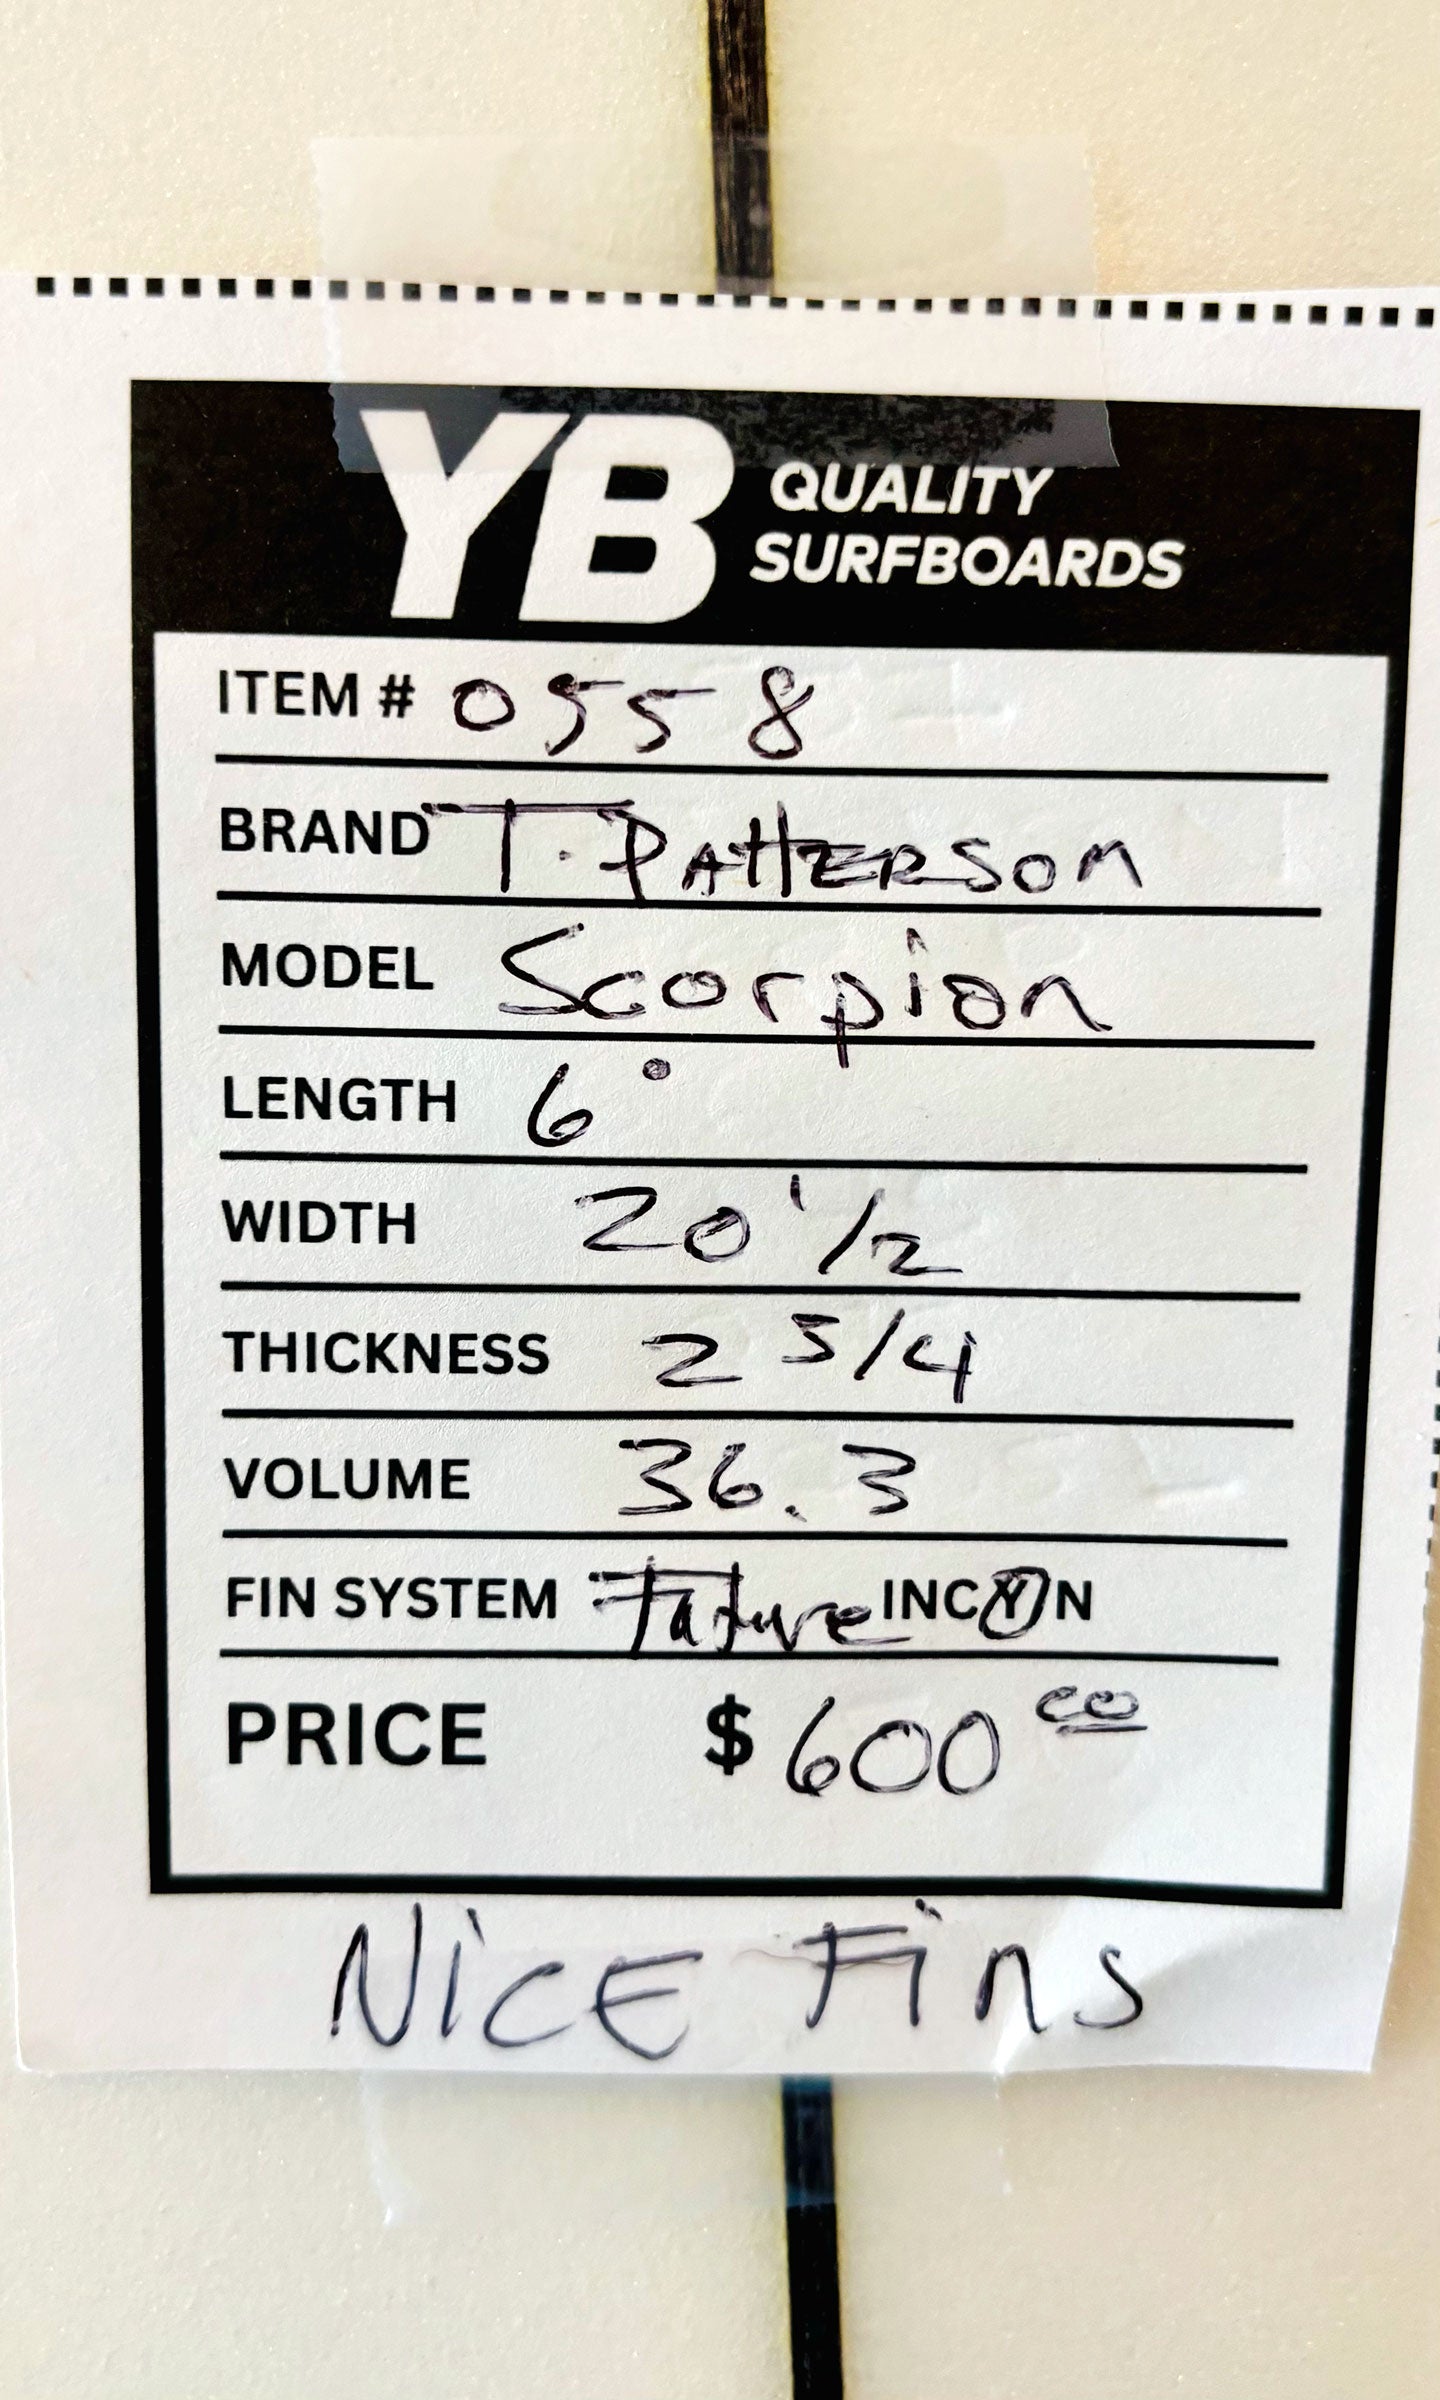 YB QUALITY
SURFBOARDS
ITEM # 0558
BRAND T. PATTERSON
MODEL Scorpion
LENGTH 6°
WIDTH 20 1/2
THICKNESS 2 3/4
VOLUME 36.3
FIN SYSTEM Future INC Y N
PRICE $ 600 00
NiCE Fins